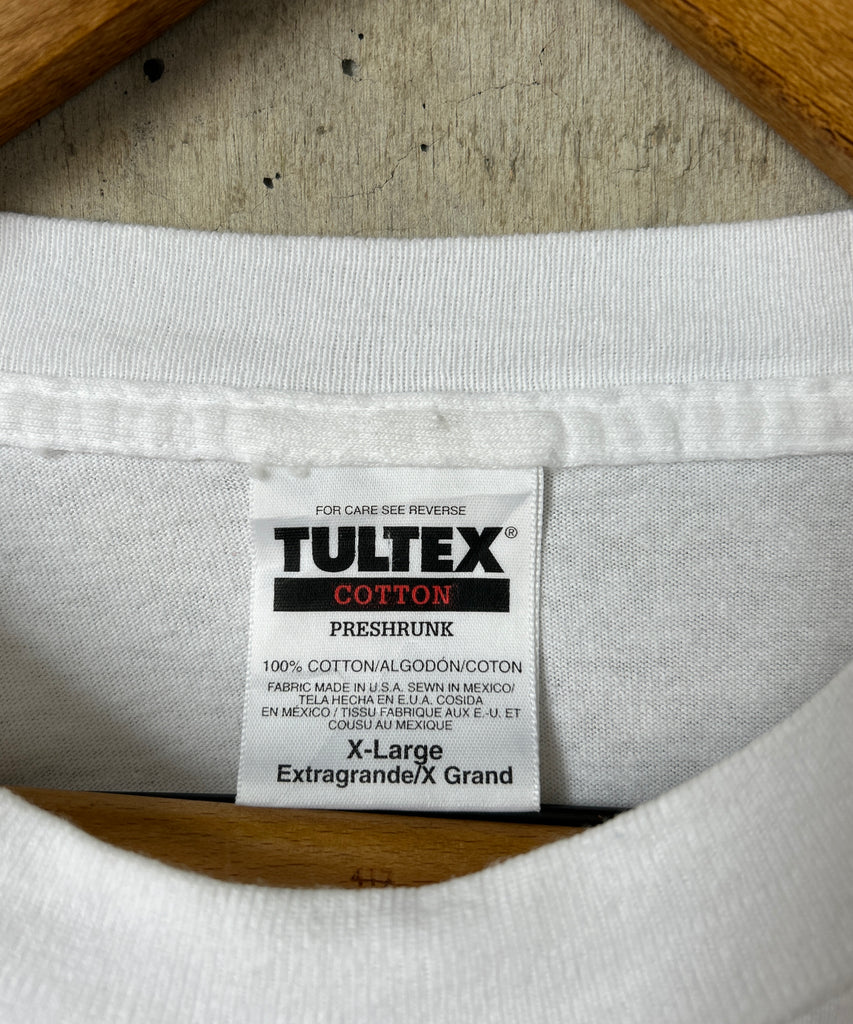 FOR CARE SEE REVERSE
TULTEX®
COTTON
PRESHRUNK
100% COTTON/ALGODÓN/COTON
FABRIC MADE IN U.S.A. SEWN IN MEXICO/
TELA HECHA EN E.U.A. COSIDA
EN MÉXICO / TISSU FABRIQUE AUX E.-U. ET
COUSU AU MEXIQUE
X-Large
Extragrande/X Grand